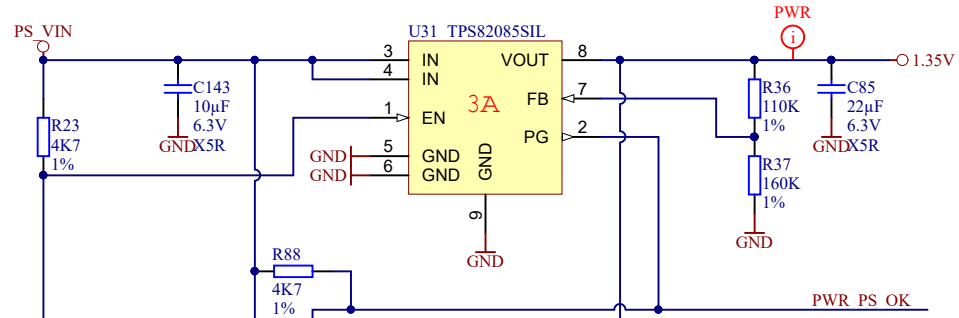 PWR
PS_VIN
U31 TPS82085SIL
i
3
IN
VOUT
8
1.35V
4
IN
C143
10µF
6.3V
X5R
GND
R36
110K
1%
C85
22µF
6.3V
X5R
GND
FB
7
3A
1
EN
PG
2
R23
4K7
1%
GND
5
GND
GND
6
GND
GND
9
GND
R37
160K
1%
GND
R88
4K7
1%
PWR_PS_OK